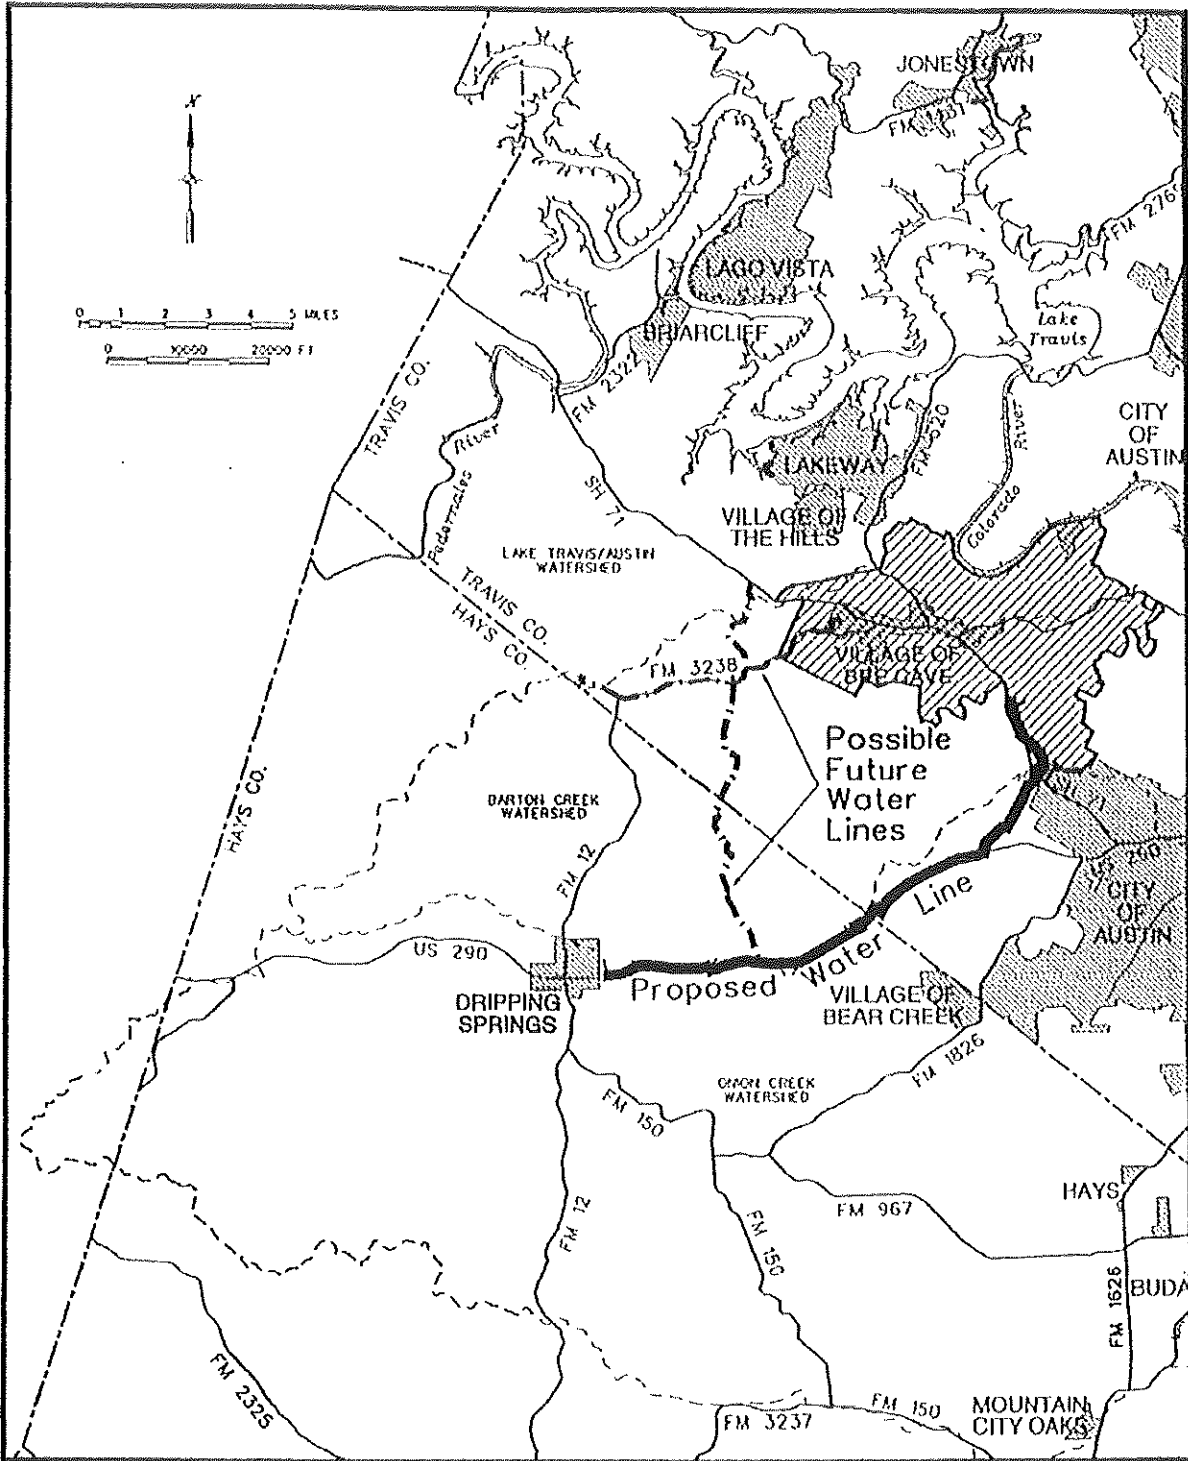 JONESTOWN
FM 1431
N
FM 2769
LAGO VISTA
0 1 2 3 4 5 MILES
BRIARCLIFF
Lake
Travis
0 10000 20000 FT
TRAVIS CO.
FM 2322
River
Pedernales
CITY
OF
AUSTIN
LAKEWAY
FM 620
River
Colorado
SH 71
VILLAGE OF
THE HILLS
LAKE TRAVIS/AUSTIN
WATERSHED
TRAVIS CO.
HAYS CO.
FM 3238
VILLAGE OF
BEE CAVE
Possible
Future
Water
Lines
HAYS CO.
BARTON CREEK
WATERSHED
SH 71
FM 12
US 290
CITY
OF
AUSTIN
US 290
Proposed Water Line
DRIPPING
SPRINGS
VILLAGE OF
BEAR CREEK
FM 1826
ONION CREEK
WATERSHED
FM 150
HAYS
FM 967
FM 12
FM 150
FM 1626
BUDA
FM 2325
FM 3237
FM 150
MOUNTAIN
CITY OAKS